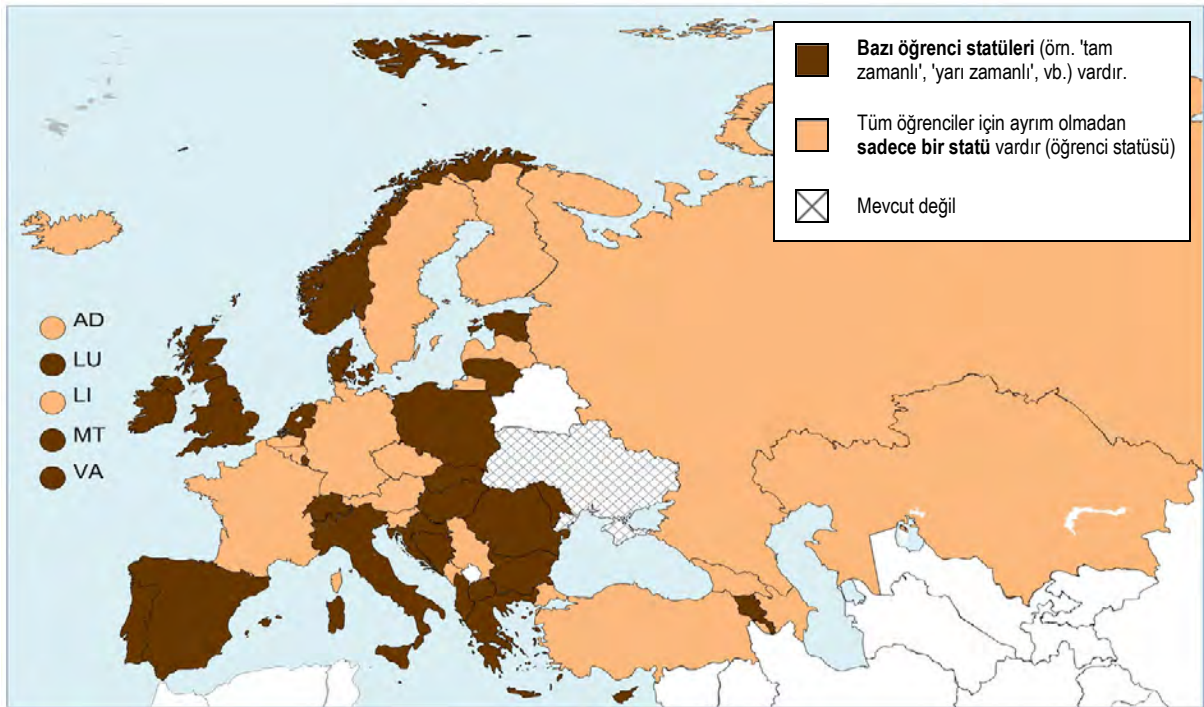 Bazı öğrenci statüleri (örn. 'tam
zamanlı', 'yarı zamanlı', vb.) vardır.
Tüm öğrenciler için ayrım olmadan
sadece bir statü vardır (öğrenci statüsü)
Mevcut değil
AD
LU
LI
MT
VA